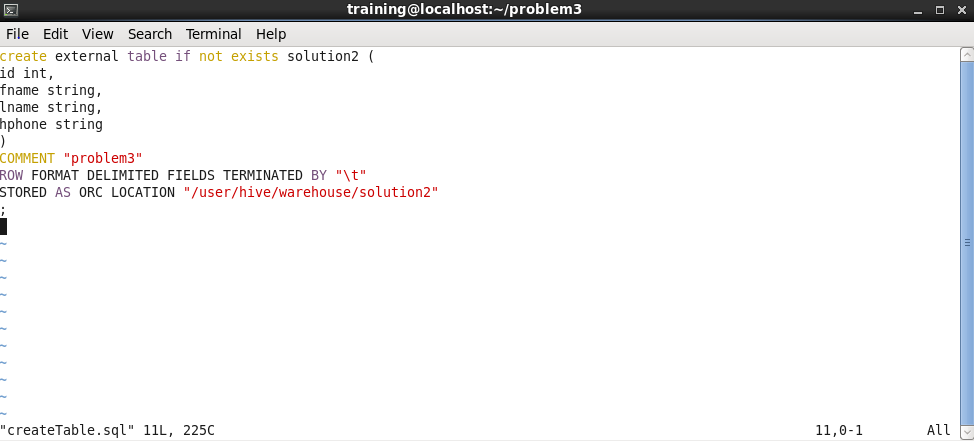 training@localhost:~/problem3
File Edit View Search Terminal Help
create external table if not exists solution2 (
id int,
fname string,
lname string,
hphone string
)
COMMENT "problem3"
ROW FORMAT DELIMITED FIELDS TERMINATED BY "\t"
STORED AS ORC LOCATION "/user/hive/warehouse/solution2"
;
~
~
~
~
~
~
~
~
~
~
~
"createTable.sql" 11L, 225C 11,0-1 All